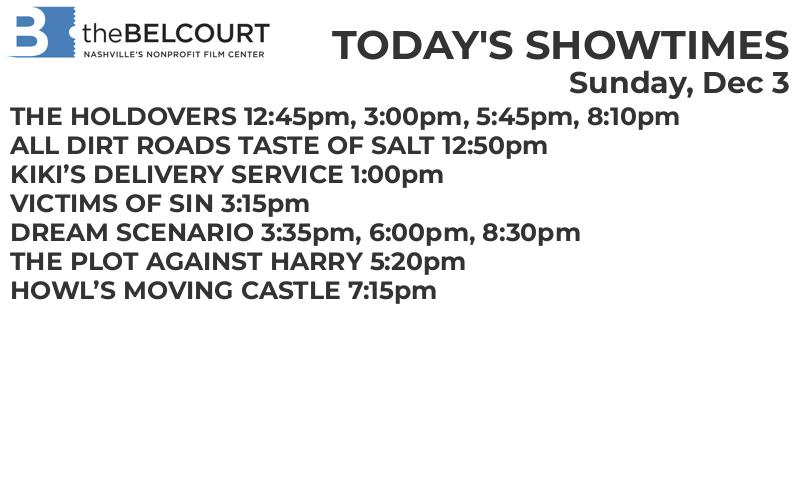 B theBELCOURT
NASHVILLE'S NONPROFIT FILM CENTER
TODAY'S SHOWTIMES
Sunday, Dec 3
THE HOLDOVERS 12:45pm, 3:00pm, 5:45pm, 8:10pm
ALL DIRT ROADS TASTE OF SALT 12:50pm
KIKI’S DELIVERY SERVICE 1:00pm
VICTIMS OF SIN 3:15pm
DREAM SCENARIO 3:35pm, 6:00pm, 8:30pm
THE PLOT AGAINST HARRY 5:20pm
HOWL’S MOVING CASTLE 7:15pm